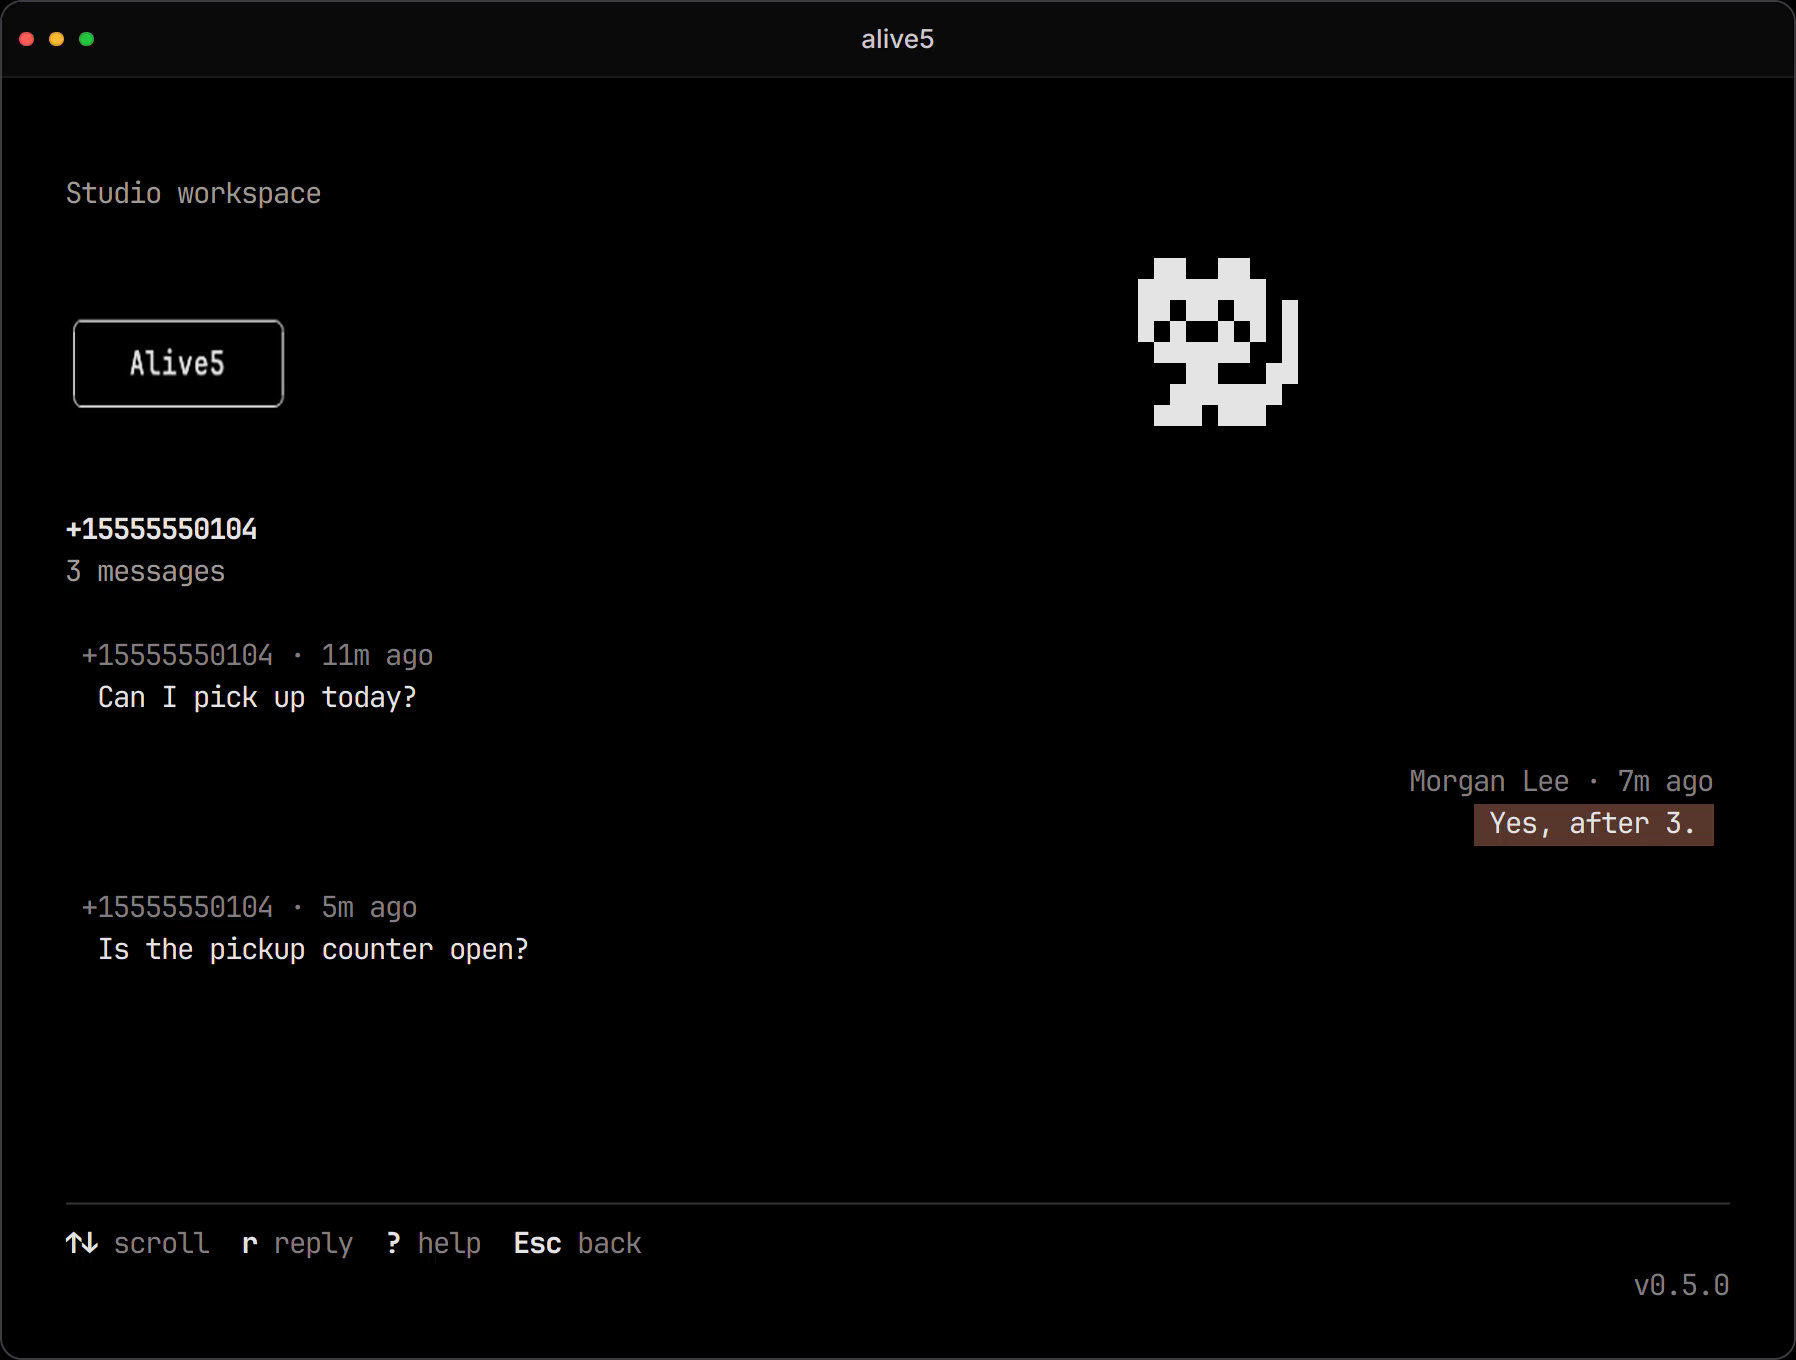 alive5
Studio workspace
Alive5
+15555550104
3 messages
+15555550104 · 11m ago
Can I pick up today?
Morgan Lee · 7m ago
Yes, after 3.
+15555550104 · 5m ago
Is the pickup counter open?
↑↓ scroll  r reply  ? help  Esc back
v0.5.0